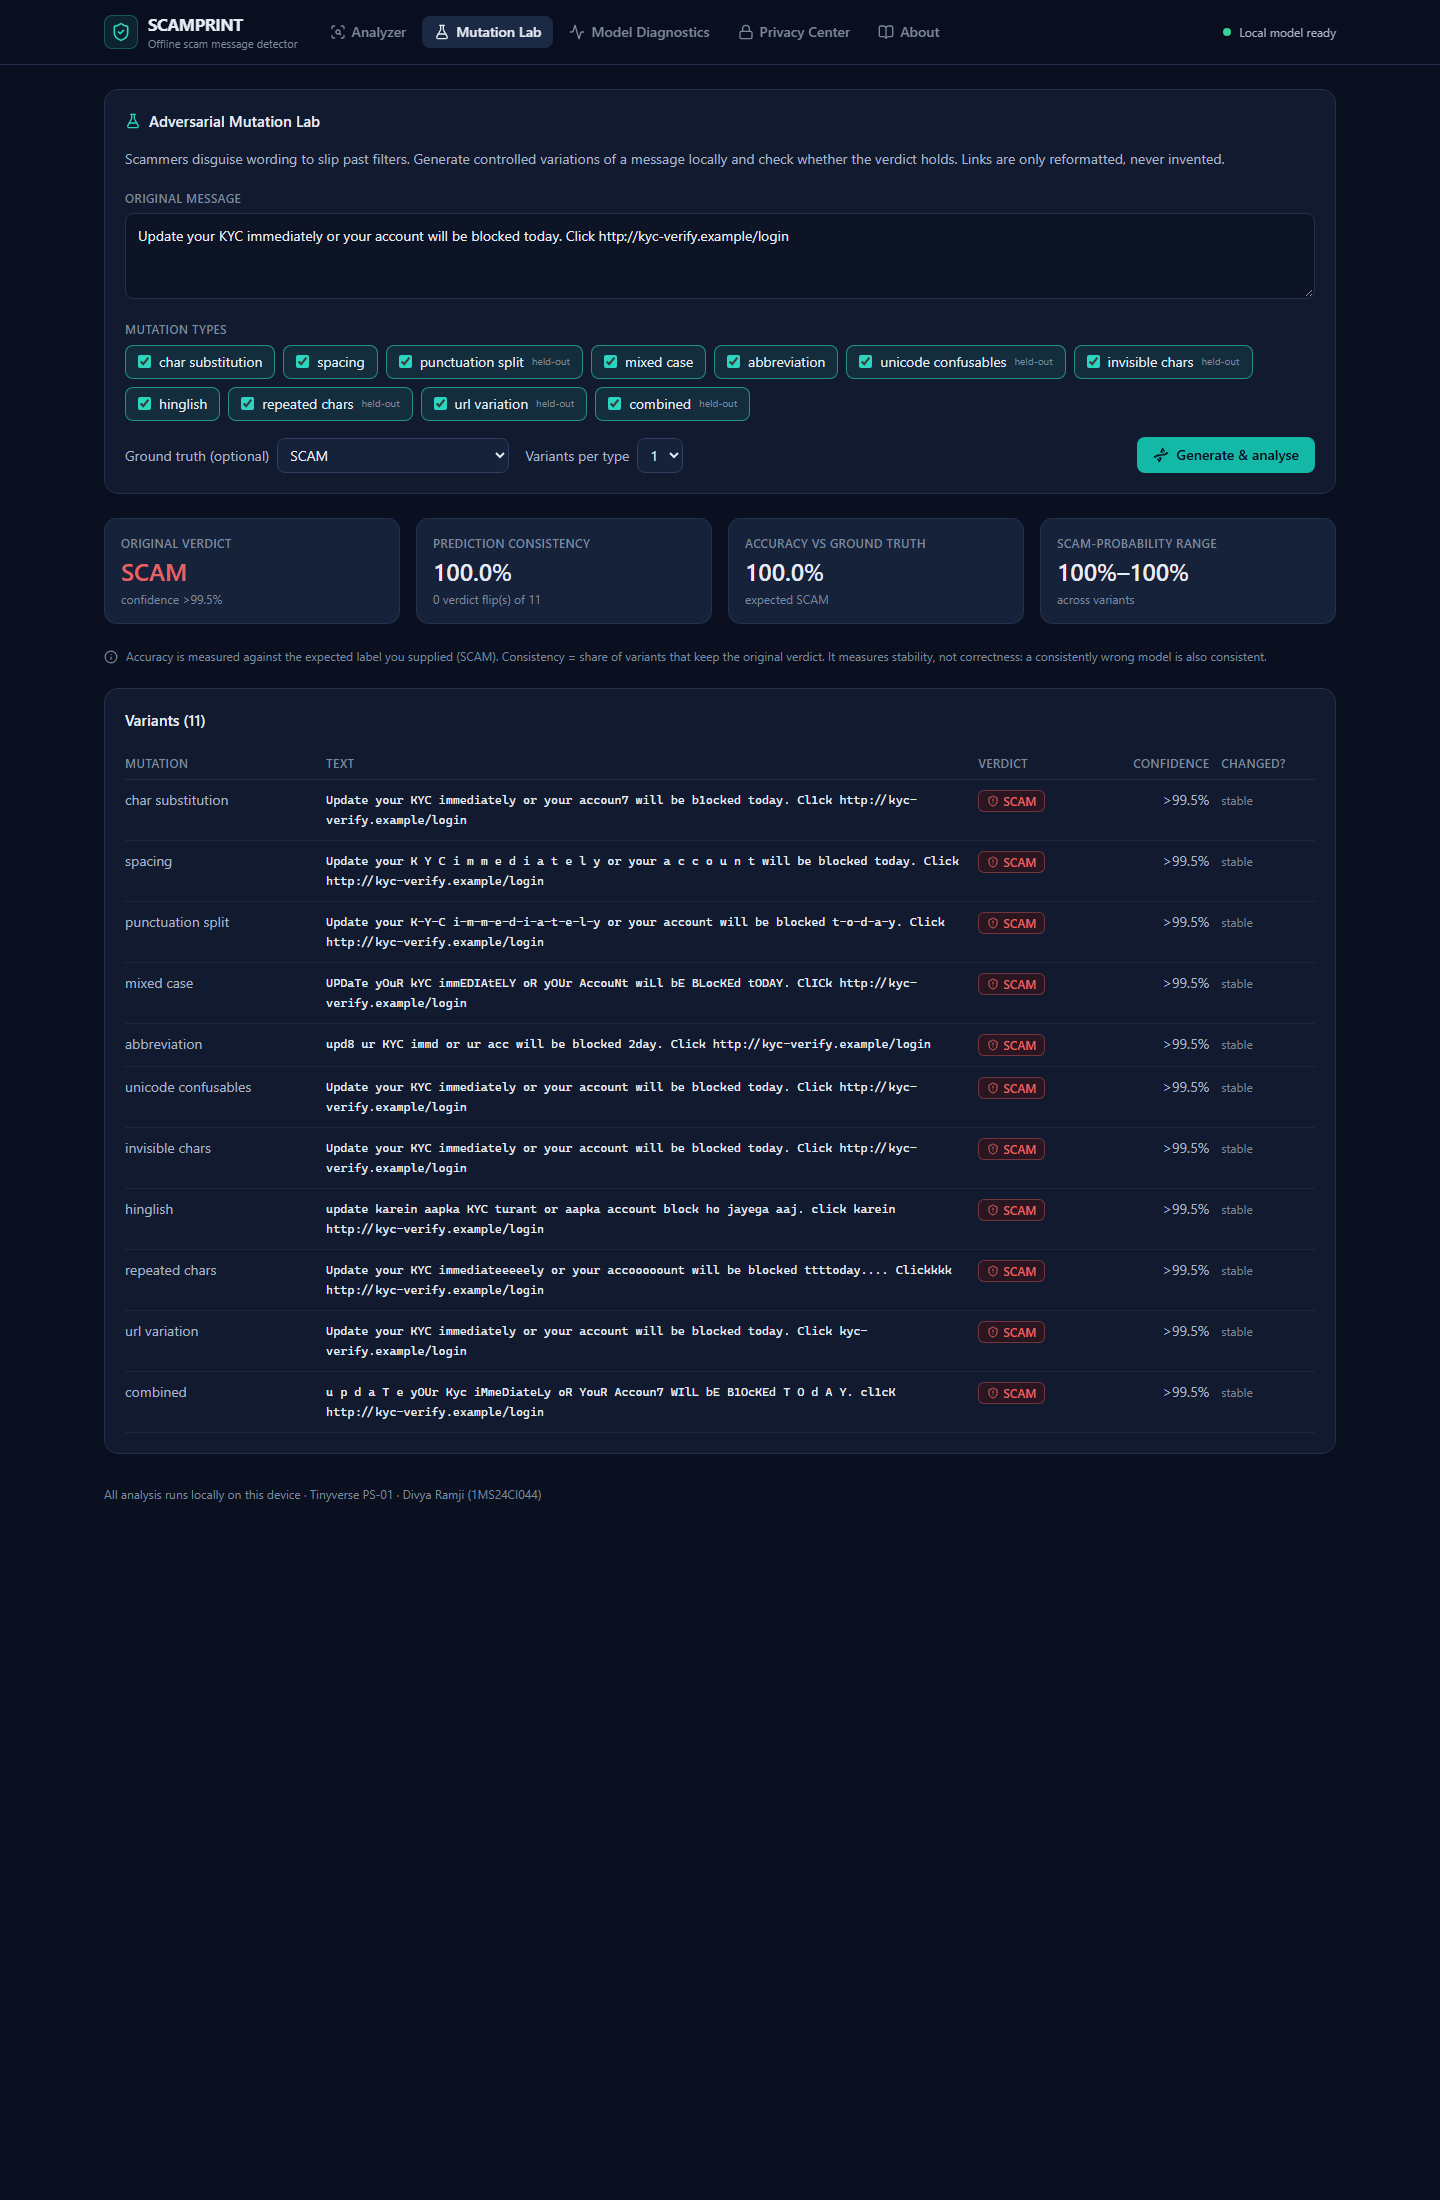 SCAMPRINT
Offline scam message detector
Analyzer
Mutation Lab
Model Diagnostics
Privacy Center
About
Local model ready
Adversarial Mutation Lab
Scammers disguise wording to slip past filters. Generate controlled variations of a message locally and check whether the verdict holds. Links are only reformatted, never invented.
ORIGINAL MESSAGE
Update your KYC immediately or your account will be blocked today. Click http://kyc-verify.example/login
MUTATION TYPES
char substitution
spacing
punctuation split held-out
mixed case
abbreviation
unicode confusables held-out
invisible chars held-out
hinglish
repeated chars held-out
url variation held-out
combined held-out
Ground truth (optional) SCAM
Variants per type 1
Generate & analyse
ORIGINAL VERDICT
SCAM
confidence >99.5%
PREDICTION CONSISTENCY
100.0%
0 verdict flip(s) of 11
ACCURACY VS GROUND TRUTH
100.0%
expected SCAM
SCAM-PROBABILITY RANGE
100%–100%
across variants
Accuracy is measured against the expected label you supplied (SCAM). Consistency = share of variants that keep the original verdict. It measures stability, not correctness: a consistently wrong model is also consistent.
Variants (11)
MUTATION TEXT VERDICT CONFIDENCE CHANGED?
char substitution Update your KYC immediately or your accoun7 will be b1ocked today. Cl1ck http://kyc- SCAM >99.5% stable
verify.example/login
spacing Update your K Y C i m m e d i a t e l y or your a c c o u n t will be blocked today. Click SCAM >99.5% stable
http://kyc-verify.example/login
punctuation split Update your K-Y-C i-m-m-e-d-i-a-t-e-l-y or your account will be blocked t-o-d-a-y. Click SCAM >99.5% stable
http://kyc-verify.example/login
mixed case UPDaTe yOuR kYC immEDIAtELY oR yOUr AccouNt wiLl bE BLocKEd tODAY. ClICk http://kyc- SCAM >99.5% stable
verify.example/login
abbreviation upd8 ur KYC immd or ur acc will be blocked 2day. Click http://kyc-verify.example/login SCAM >99.5% stable
unicode confusables Update your KYC immediately or your account will be blocked today. Click http://kyc- SCAM >99.5% stable
verify.example/login
invisible chars Update your KYC immediately or your account will be blocked today. Click http://kyc- SCAM >99.5% stable
verify.example/login
hinglish update karein aapka KYC turant or aapka account block ho jayega aaj. click karein SCAM >99.5% stable
http://kyc-verify.example/login
repeated chars Update your KYC immediateeeeely or your accooooount will be blocked ttttoday.... Clickkkk SCAM >99.5% stable
http://kyc-verify.example/login
url variation Update your KYC immediately or your account will be blocked today. Click kyc- SCAM >99.5% stable
verify.example/login
combined u p d a T e yOUr Kyc iMmeDiateLy oR YouR Accoun7 WIlL bE B1OcKEd T O d A Y. cl1cK SCAM >99.5% stable
http://kyc-verify.example/login
All analysis runs locally on this device · Tinyverse PS-01 · Divya Ramji (1MS24CI044)